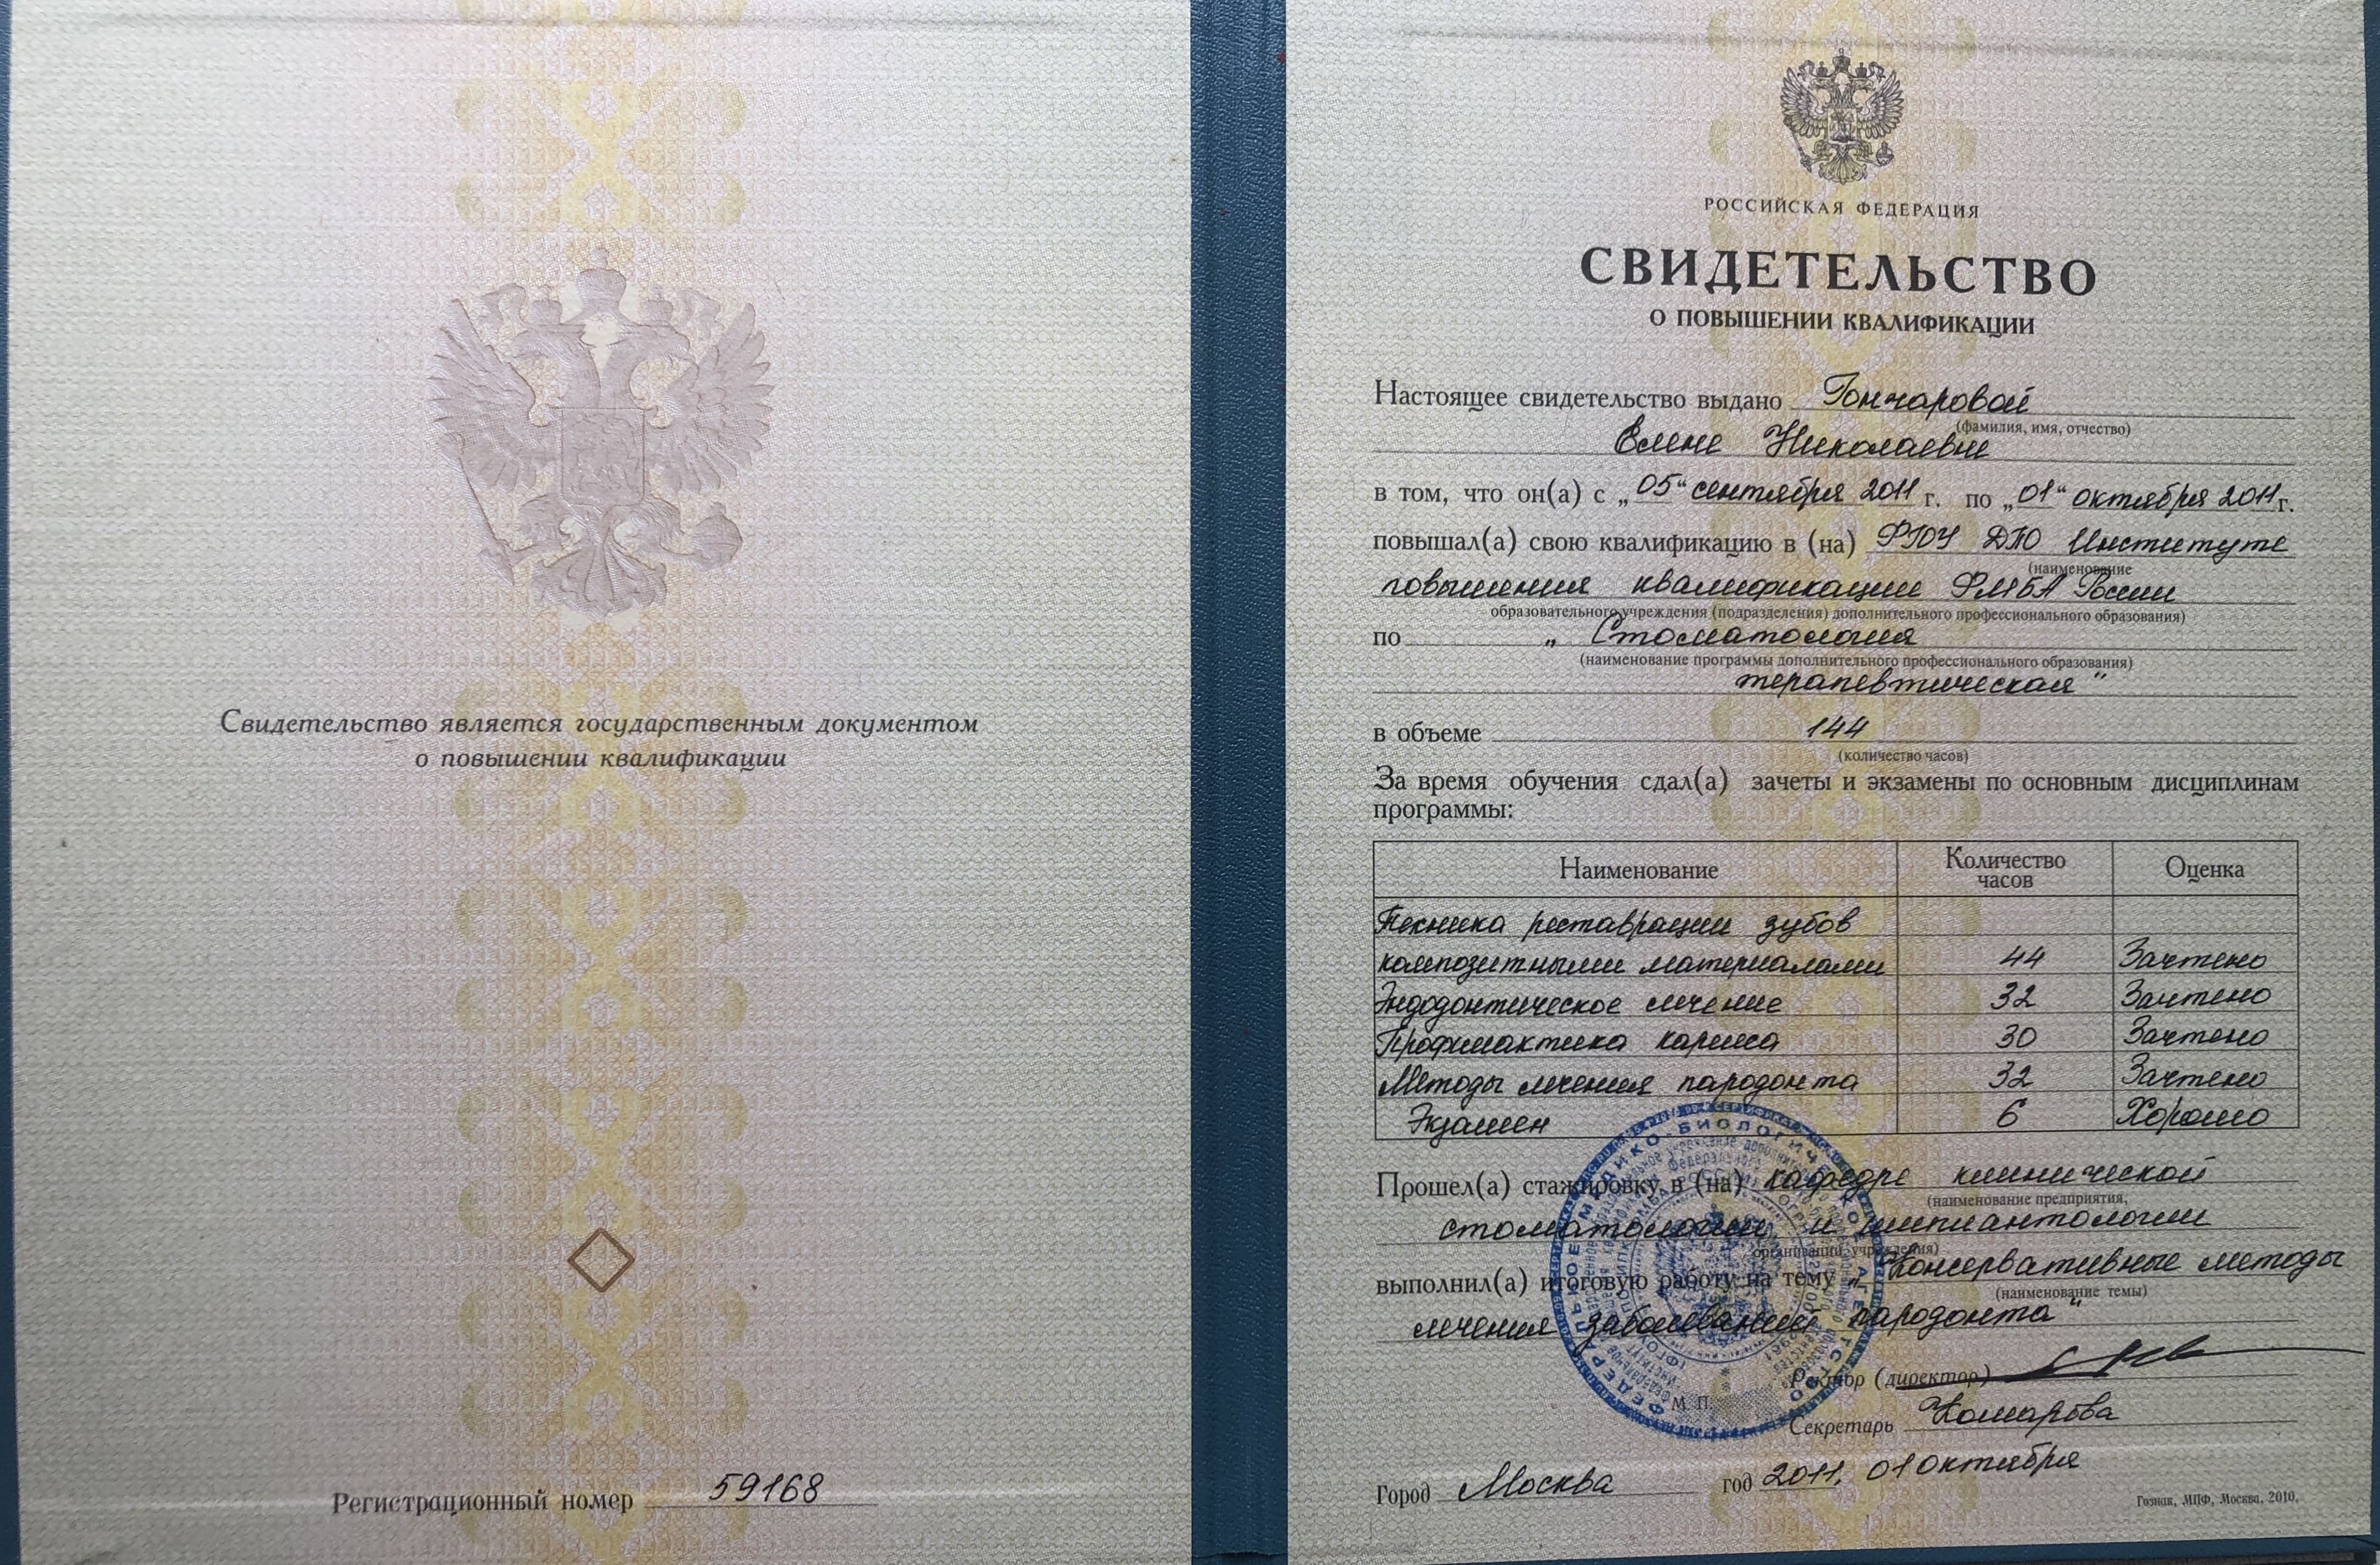 Свидетельство является государственным документом
о повышении квалификации
Регистрационный номер 59168
РОССИЙСКАЯ ФЕДЕРАЦИЯ
СВИДЕТЕЛЬСТВО
О ПОВЫШЕНИИ КВАЛИФИКАЦИИ
Настоящее свидетельство выдано Гончаровой
(фамилия, имя, отчество)
Елене Николаевне
в том, что он(а) с „05“ сентября 2011 г. по „01“ октября 2011 г.
повышал(а) свою квалификацию в (на) ФГОУ ДПО Институте
(наименование
повышения квалификации ФМБА России
образовательного учреждения (подразделения) дополнительного профессионального образования)
по „Стоматология
(наименование программы дополнительного профессионального образования)
терапевтическая"
в объеме 144
(количество часов)
За время обучения сдал(а) зачеты и экзамены по основным дисциплинам
программы:
Наименование Количество часов Оценка
Техника реставрации зубов
композитными материалами 44 Зачтено
Эндодонтическое лечение 32 Зачтено
Профилактика кариеса 30 Зачтено
Методы лечения пародонта 32 Зачтено
Экзамен 6 Хорошо
Прошел(а) стажировку в (на) кафедре клинической
(наименование предприятия,
стоматологии и имплантологии
организации, учреждения)
выполнил(а) итоговую работу на тему „Консервативные методы
(наименование темы)
лечения заболеваний пародонта"
Ректор (директор)
М. П.
Секретарь Комарова
Город Москва год 2011, 01 октября
Гознак, МПФ, Москва, 2010.
ФЕДЕРАЛЬНОЕ МЕДИКО-БИОЛОГИЧЕСКОЕ АГЕНТСТВО